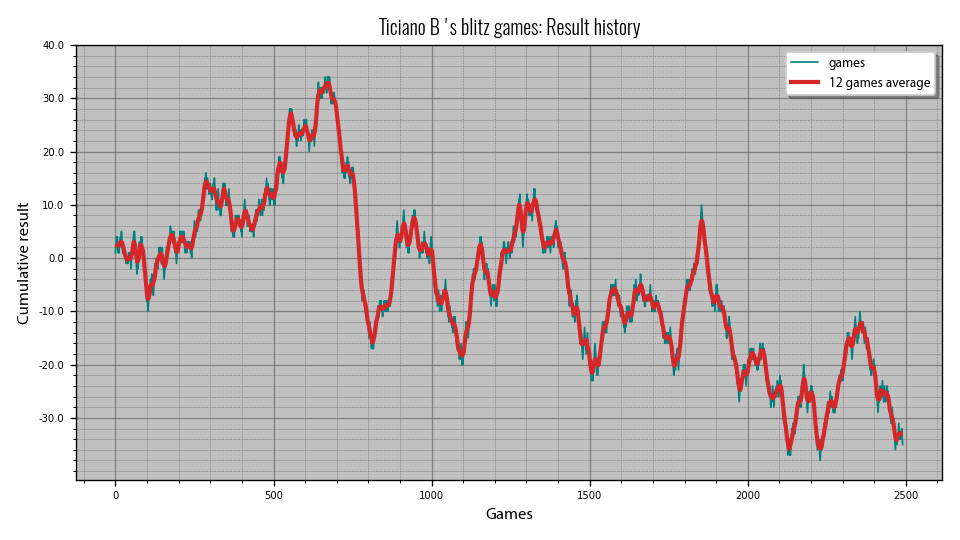 Ticiano B 's blitz games: Result history
40.0
30.0
20.0
10.0
0.0
-10.0
-20.0
-30.0
Cumulative result
games
12 games average
0
500
1000
1500
2000
2500
Games